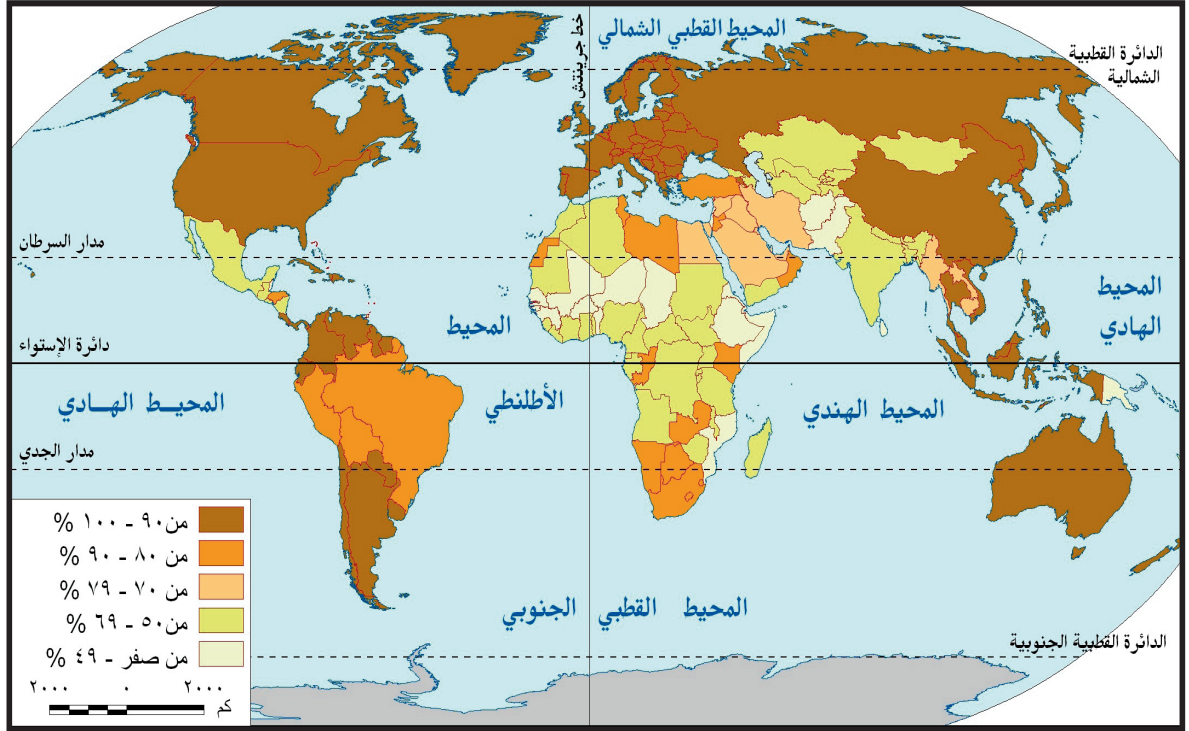 المحيط القطبي الشمالي
خط جرينتش
الدائرة القطبية
الشمالية
مدار السرطان
المحيط
الهادي
المحيط
دائرة الإستواء
المحيـط الهــادي
الأطلنطي
المحيط الهندي
مدار الجدي
من ٩٠ - ١٠٠ %
من ٨٠ - ٩٠ %
من ٧٠ - ٧٩ %
من ٥٠ - ٦٩ %
من صفر - ٤٩ %
المحيط القطبي الجنوبي
الدائرة القطبية الجنوبية
٢٠٠٠ ٠ ٢٠٠٠
كم